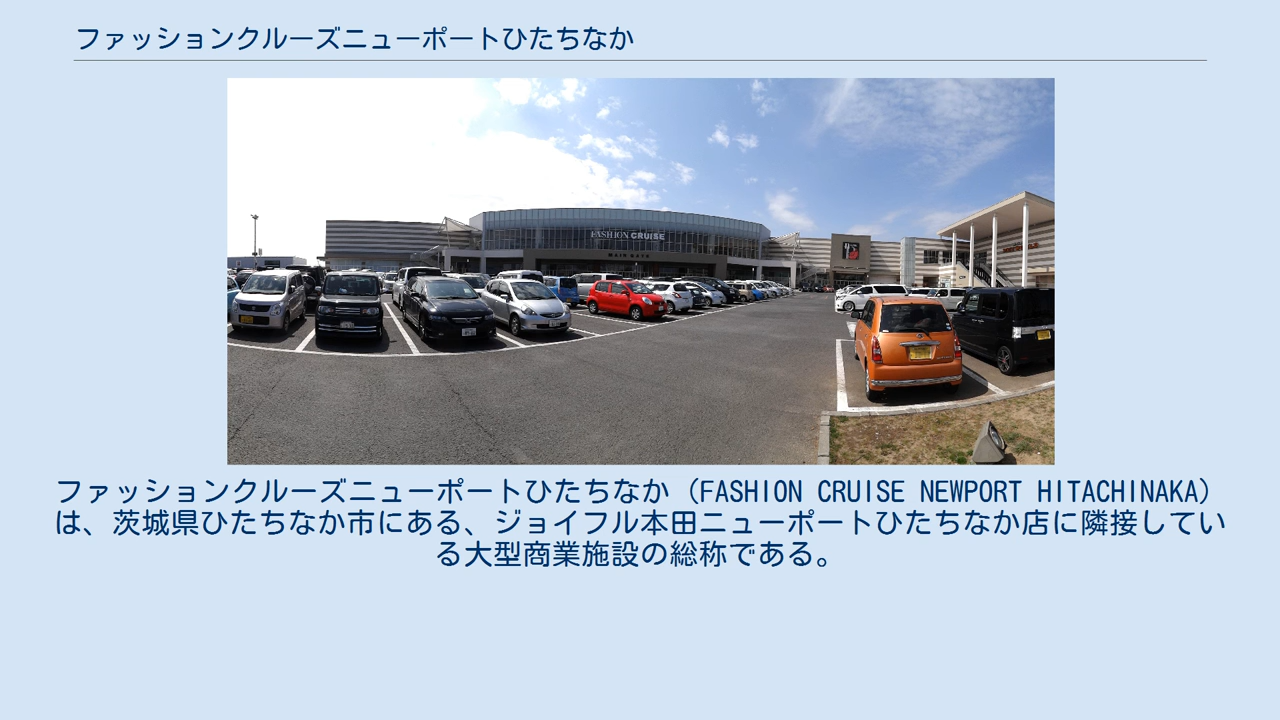 ファッションクルーズニューポートひたちなか
FASHION CRUISE
MAIN GATE
ファッションクルーズニューポートひたちなか（FASHION CRUISE NEWPORT HITACHINAKA）
は、茨城県ひたちなか市にある、ジョイフル本田ニューポートひたちなか店に隣接してい
る大型商業施設の総称である。